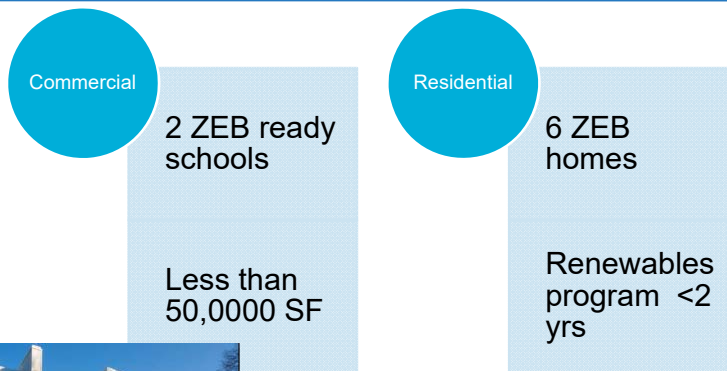 Commercial
2 ZEB ready
schools
Less than
50,0000 SF
Residential
6 ZEB
homes
Renewables
program <2
yrs